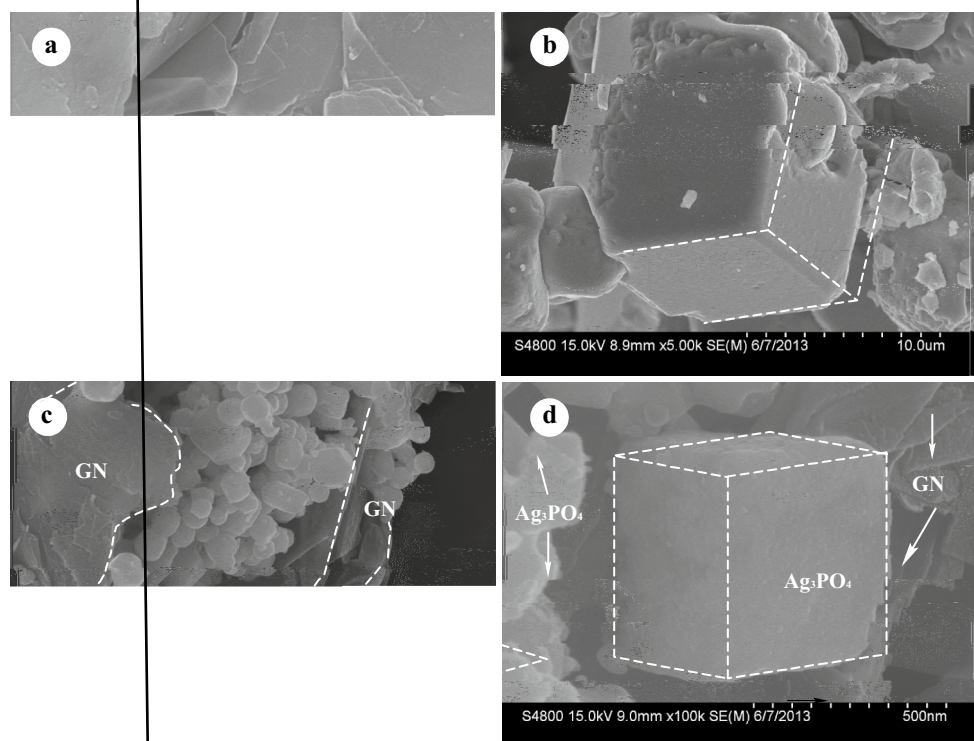 a
b
S4800 15.0kV 8.9mm x5.00k SE(M) 6/7/2013 10.0um
c
GN
GN
d
Ag₃PO₄
GN
Ag₃PO₄
S4800 15.0kV 9.0mm x100k SE(M) 6/7/2013 500nm